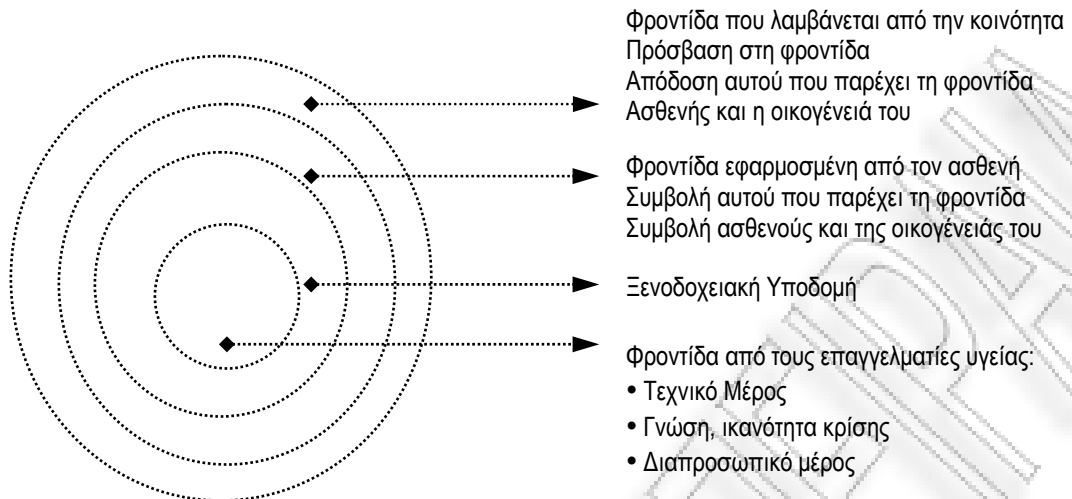 Φροντίδα που λαμβάνεται από την κοινότητα
Πρόσβαση στη φροντίδα
Απόδοση αυτού που παρέχει τη φροντίδα
Ασθενής και η οικογένειά του
Φροντίδα εφαρμοσμένη από τον ασθενή
Συμβολή αυτού που παρέχει τη φροντίδα
Συμβολή ασθενούς και της οικογένειάς του
Ξενοδοχειακή Υποδομή
Φροντίδα από τους επαγγελματίες υγείας:
• Τεχνικό Μέρος
• Γνώση, ικανότητα κρίσης
• Διαπροσωπικό μέρος